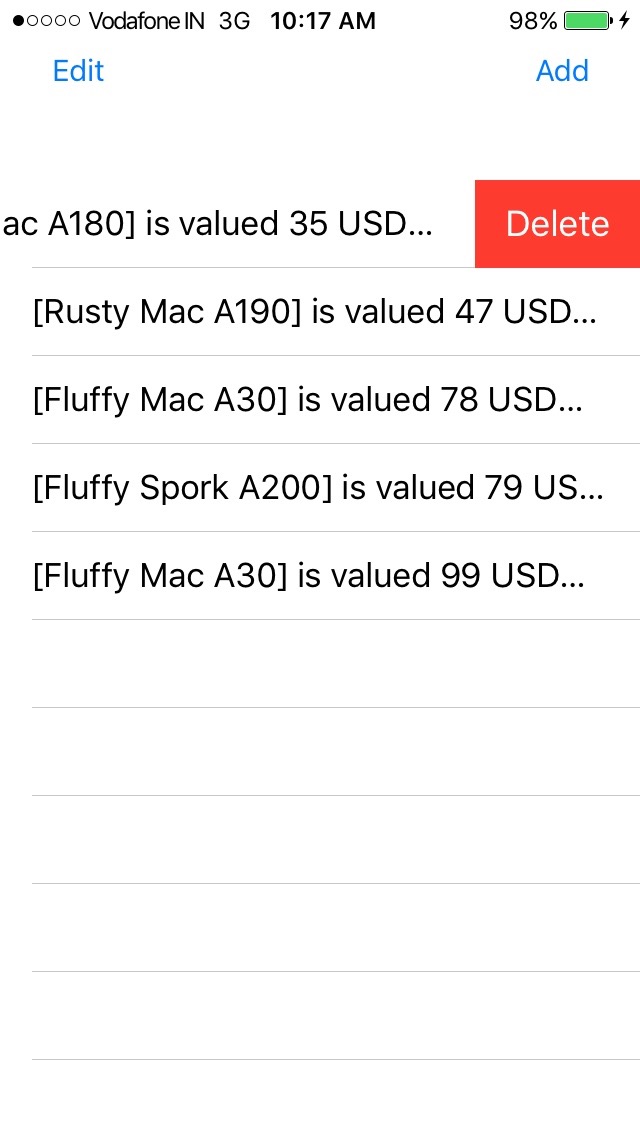 Vodafone IN 3G 10:17 AM 98%
Edit Add
ac A180] is valued 35 USD... Delete
[Rusty Mac A190] is valued 47 USD...
[Fluffy Mac A30] is valued 78 USD...
[Fluffy Spork A200] is valued 79 US...
[Fluffy Mac A30] is valued 99 USD...